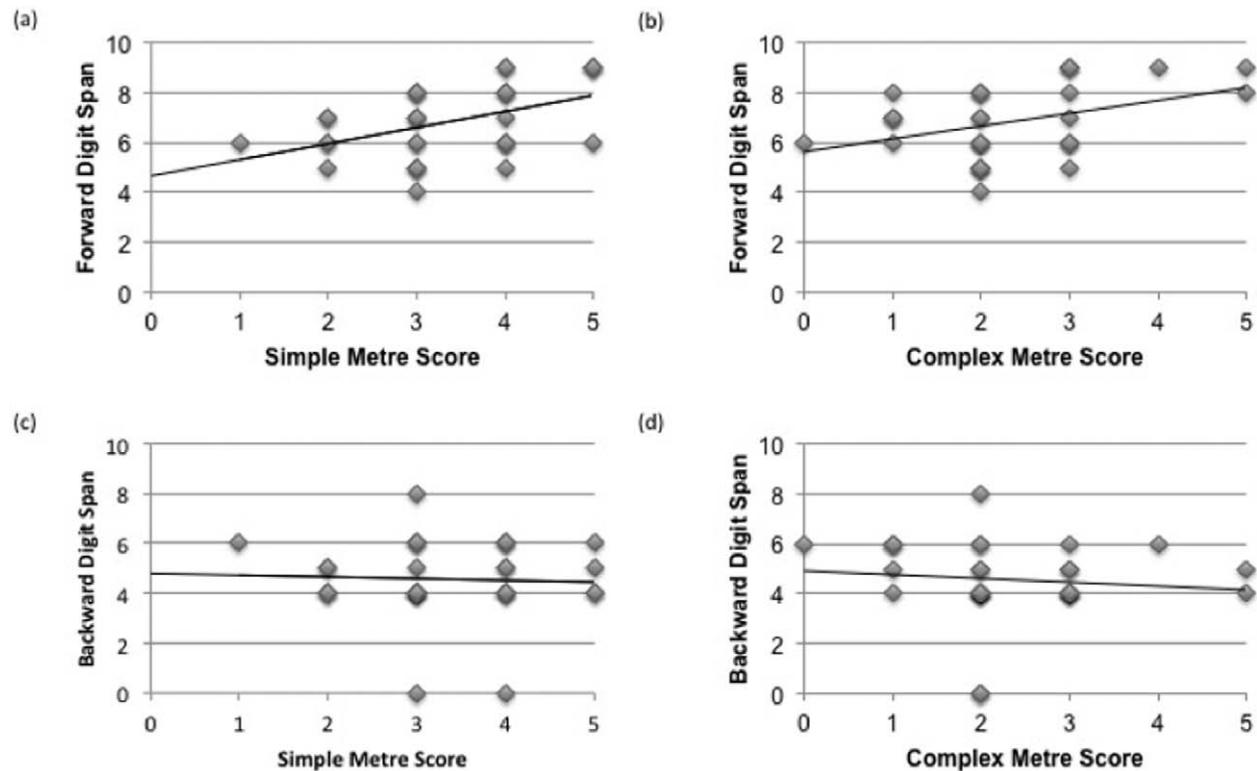 (a)
10
8
6
4
2
0
Forward Digit Span
0 1 2 3 4 5
Simple Metre Score
(b)
10
8
6
4
2
0
Forward Digit Span
0 1 2 3 4 5
Complex Metre Score
(c)
10
8
6
4
2
0
Backward Digit Span
0 1 2 3 4 5
Simple Metre Score
(d)
10
8
6
4
2
0
Backward Digit Span
0 1 2 3 4 5
Complex Metre Score